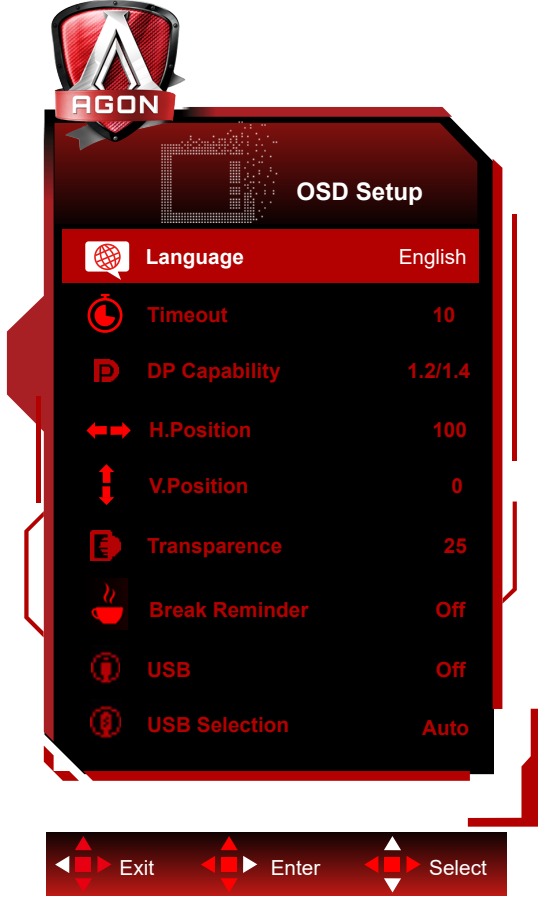 AGON
OSD Setup
Language English
Timeout 10
DP Capability 1.2/1.4
H.Position 100
V.Position 0
Transparence 25
Break Reminder Off
USB Off
USB Selection Auto
Exit Enter Select